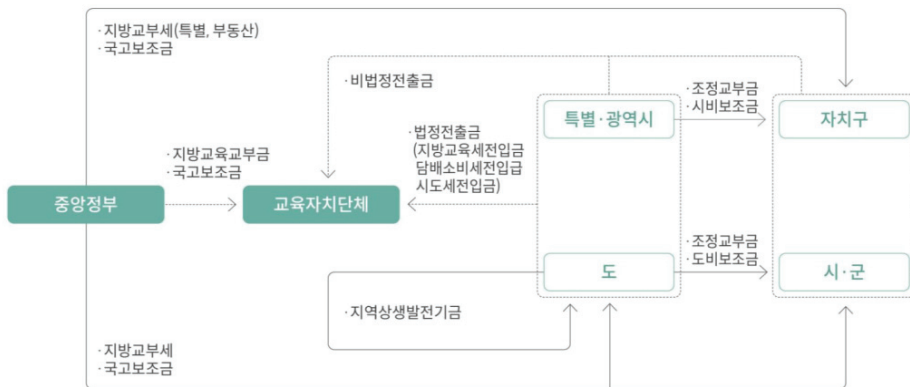 · 지방교부세(특별, 부동산)
· 국고보조금
· 비법정전출금
· 조정교부금
· 시비보조금
특별·광역시
자치구
· 법정전출금
(지방교육세전입금
담배소비세전입급
시도세전입금)
· 지방교육교부금
· 국고보조금
중앙정부
교육자치단체
· 조정교부금
· 도비보조금
도
시·군
· 지역상생발전기금
· 지방교부세
· 국고보조금